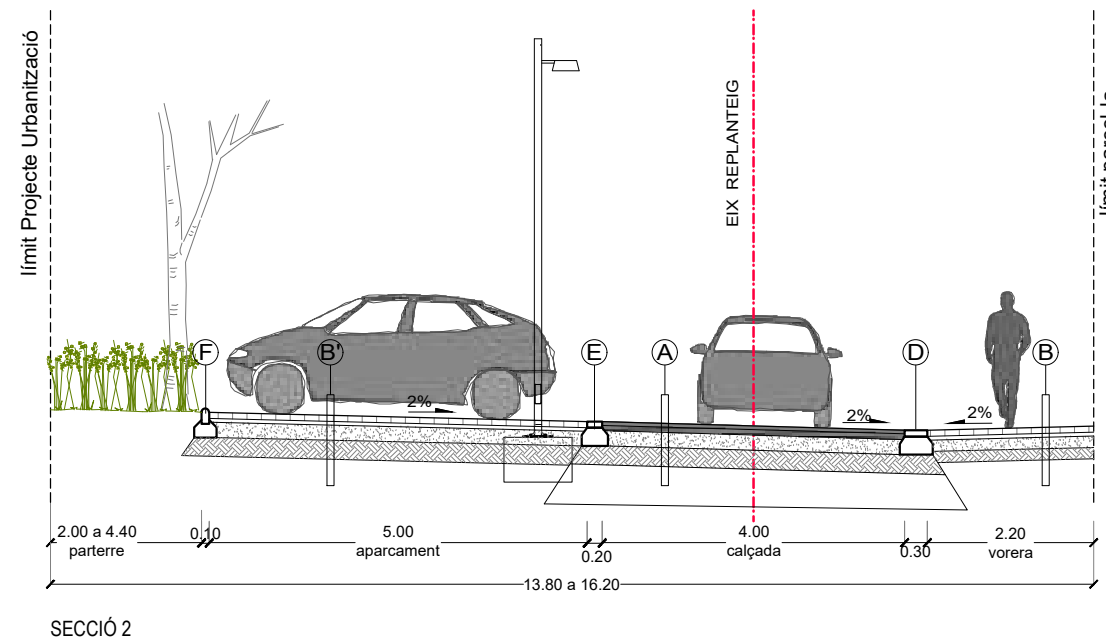 límit Projecte Urbanització
EIX REPLANTEIG
F
B'
E
A
D
B
2%
2%
2%
2.00 a 4.40
parterre
0.10
5.00
aparcament
0.20
4.00
calçada
0.30
2.20
vorera
13.80 a 16.20
SECCIÓ 2